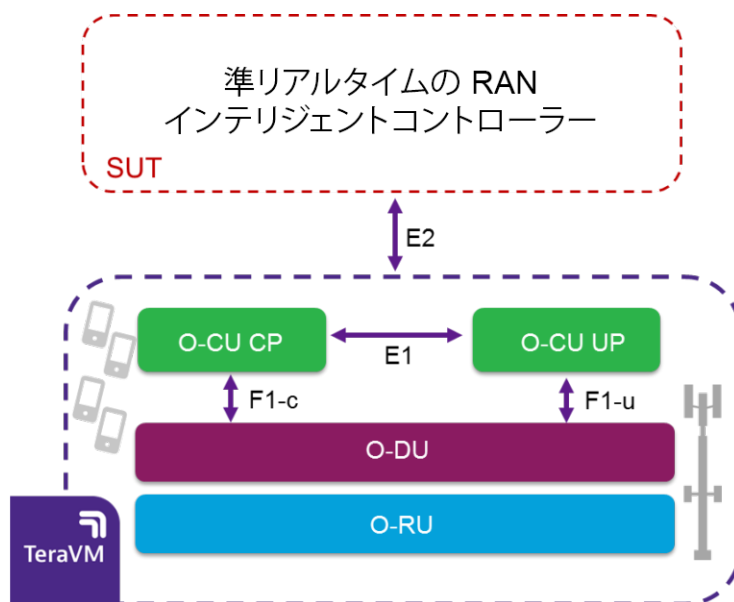 準リアルタイムの RAN
インテリジェントコントローラー
SUT
E2
O-CU CP
E1
O-CU UP
F1-c
F1-u
O-DU
O-RU
TeraVM